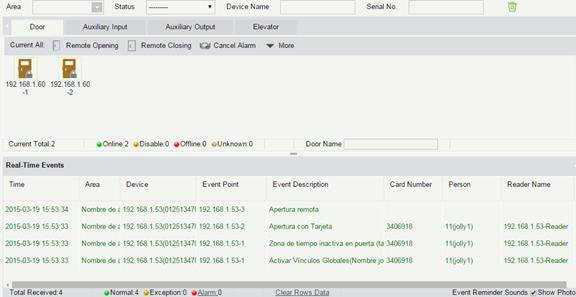 Area Status --------- Device Name Serial No.
Door Auxiliary Input Auxiliary Output Elevator
Current All: Remote Opening Remote Closing Cancel Alarm More
192.168.1.60 192.168.1.60
-1 -2
Current Total:2 Online:2 Disable:0 Offline:0 Unknown:0 Door Name
Real-Time Events
Time Area Device Event Point Event Description Card Number Person Reader Name
2015-03-19 15:53:34 Nombre de a 192.168.1.53(01251347( 192.168.1.53-3 Apertura remota
2015-03-19 15:53:33 Nombre de a 192.168.1.53(01251347( 192.168.1.53-2 Apertura con Tarjeta 3406918 11(jolly1) 192.168.1.53-Reader
2015-03-19 15:53:33 Nombre de a 192.168.1.53(01251347( 192.168.1.53-1 Zona de tiempo inactiva en puerta (ta 3406918 11(jolly1) 192.168.1.53-Reader
2015-03-19 15:53:33 Nombre de a 192.168.1.53(01251347( 192.168.1.53-1 Activar Vínculos Globales(Nombre:jo 3406918 11(jolly1) 192.168.1.53-Reader
Total Received:4 Normal:4 Exception:0 Alarm:0 Clear Rows Data Event Reminder Sounds Show Photo